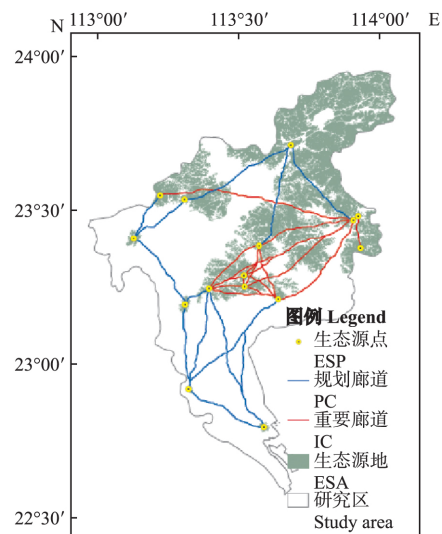 N 113°00′ 113°30′ 114°00′ E
24°00′
23°30′
23°00′
22°30′
图例 Legend
生态源点
ESP
规划廊道
PC
重要廊道
IC
生态源地
ESA
研究区
Study area